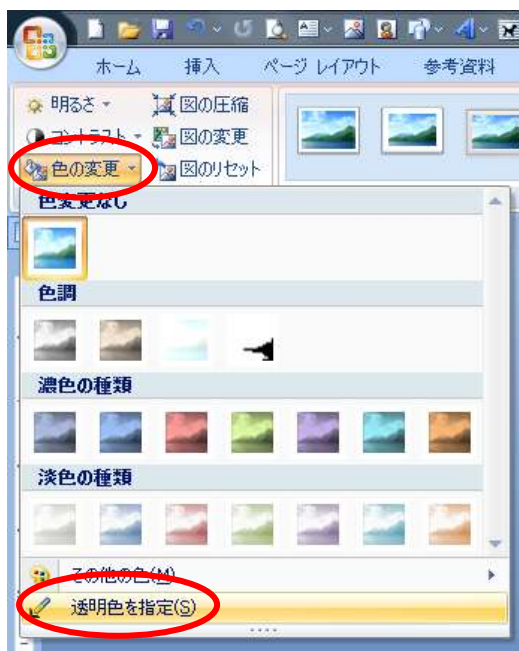 ホーム 挿入 ページ レイアウト 参考資料
明るさ 図の圧縮
コントラスト 図の変更
色の変更 図のリセット
色変更なし
色調
濃色の種類
淡色の種類
その他の色(M)
透明色を指定(S)